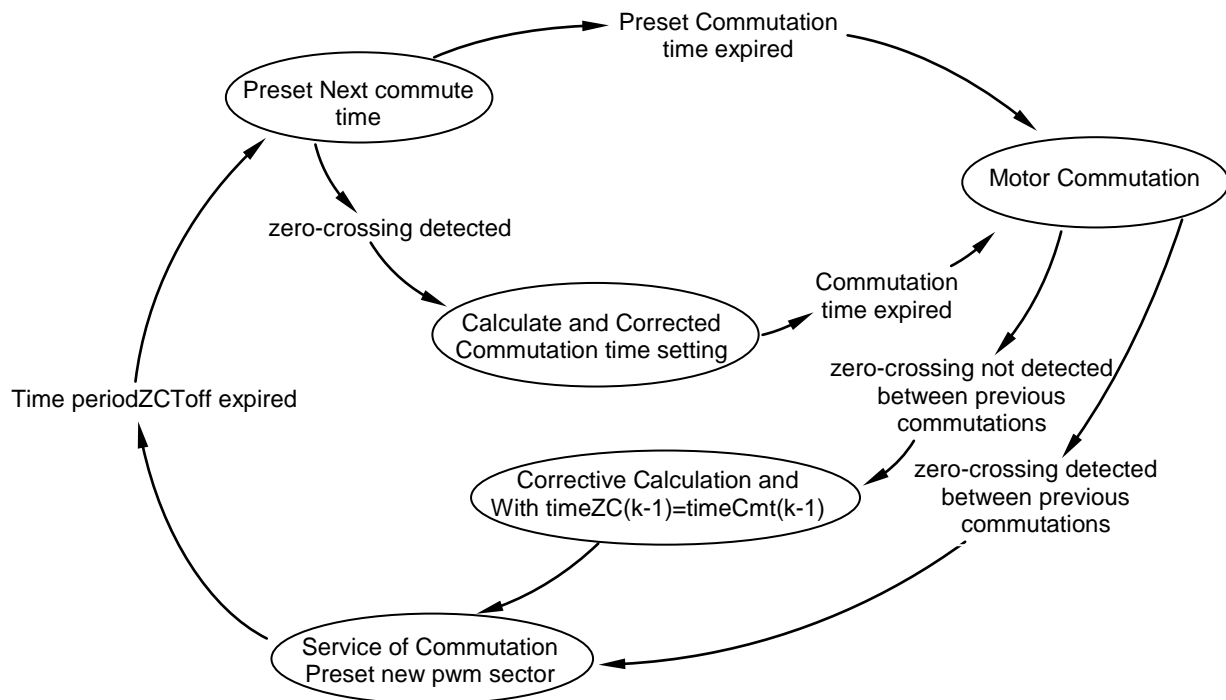 Preset Commutation
time expired
Preset Next commute
time
Motor Commutation
zero-crossing detected
Commutation
time expired
Calculate and Corrected
Commutation time setting
zero-crossing not detected
between previous
commutations
Time periodZCToff expired
zero-crossing detected
between previous
commutations
Corrective Calculation and
With timeZC(k-1)=timeCmt(k-1)
Service of Commutation
Preset new pwm sector